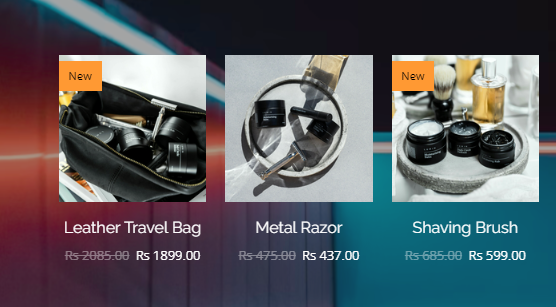 New
New
Leather Travel Bag
Metal Razor
Shaving Brush
Rs 2085.00 Rs 1899.00
Rs 475.00 Rs 437.00
Rs 685.00 Rs 599.00